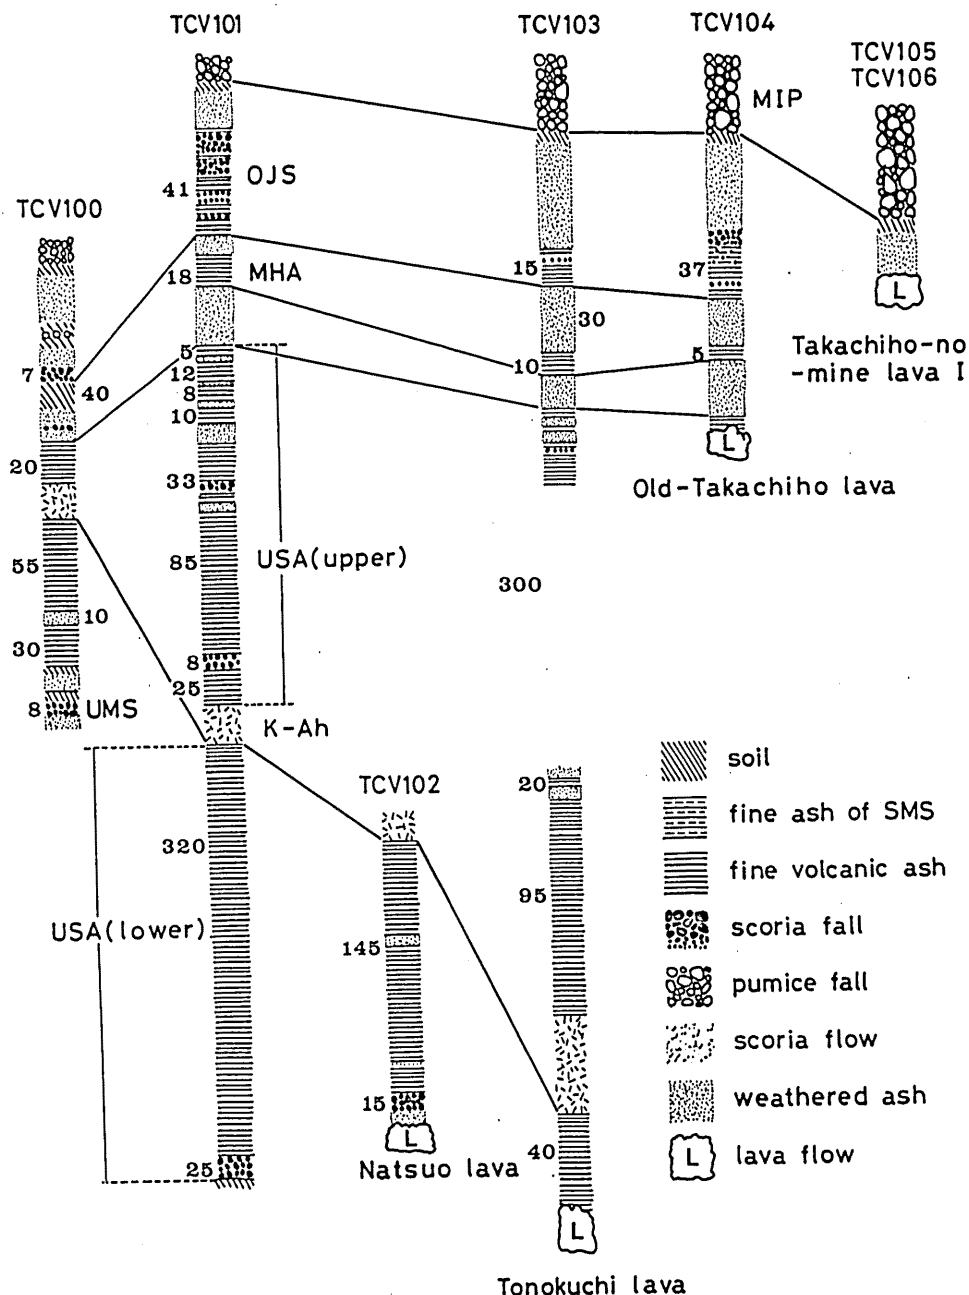 TCV101
TCV103
TCV104
TCV105
TCV106
MIP
OJS
41
TCV100
18
MHA
15
37
30
7
40
5
12
8
10
10
5
Takachiho-no
-mine lava I
20
33
Old-Takachiho lava
55
85
USA(upper)
300
10
30
8
25
8
UMS
K-Ah
TCV102
20
soil
fine ash of SMS
320
95
fine volcanic ash
USA(lower)
145
scoria fall
pumice fall
scoria flow
15
weathered ash
L
Natsuo lava
40
L
lava flow
25
L
Tonokuchi lava
L
L